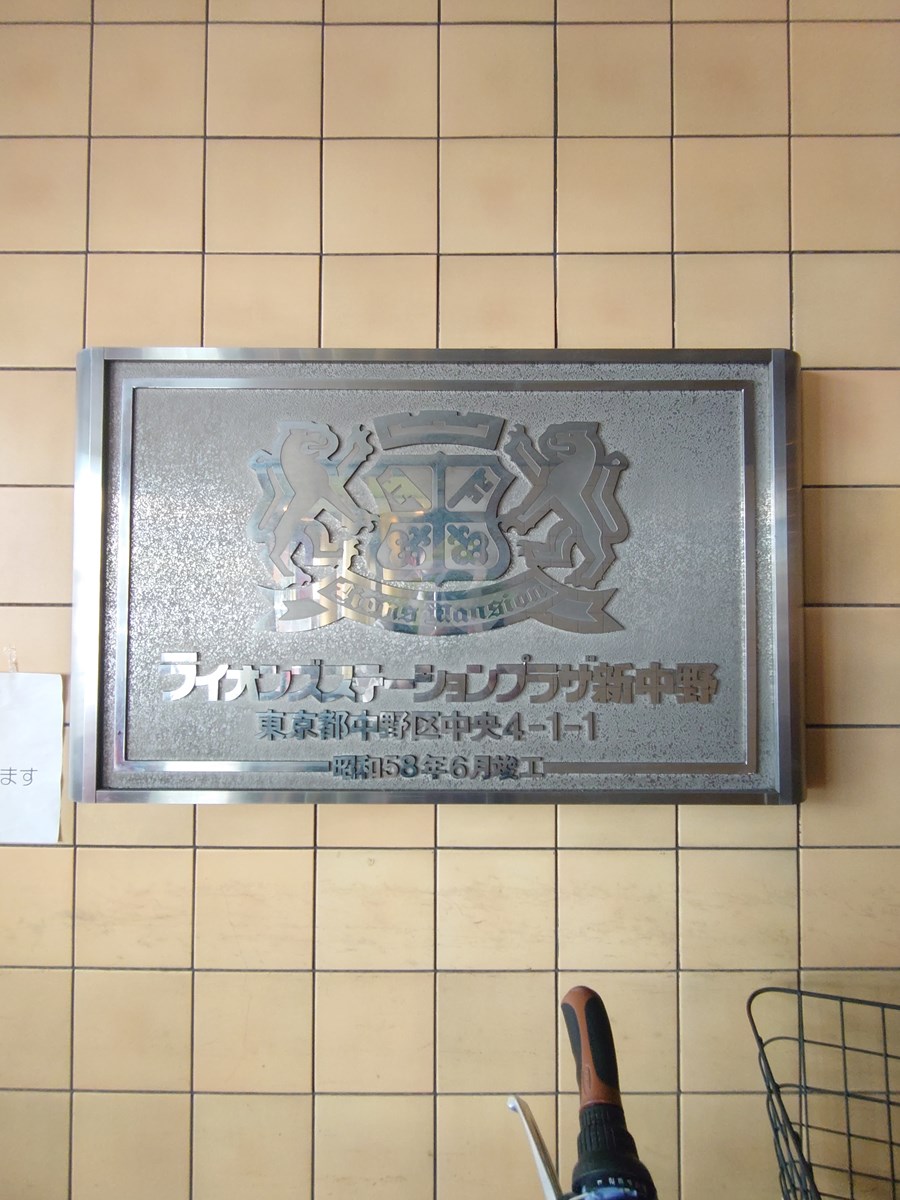 Lions Mansion
ライオンズステーションプラザ新中野
東京都中野区中央4-1-1
昭和58年6月竣工
ます